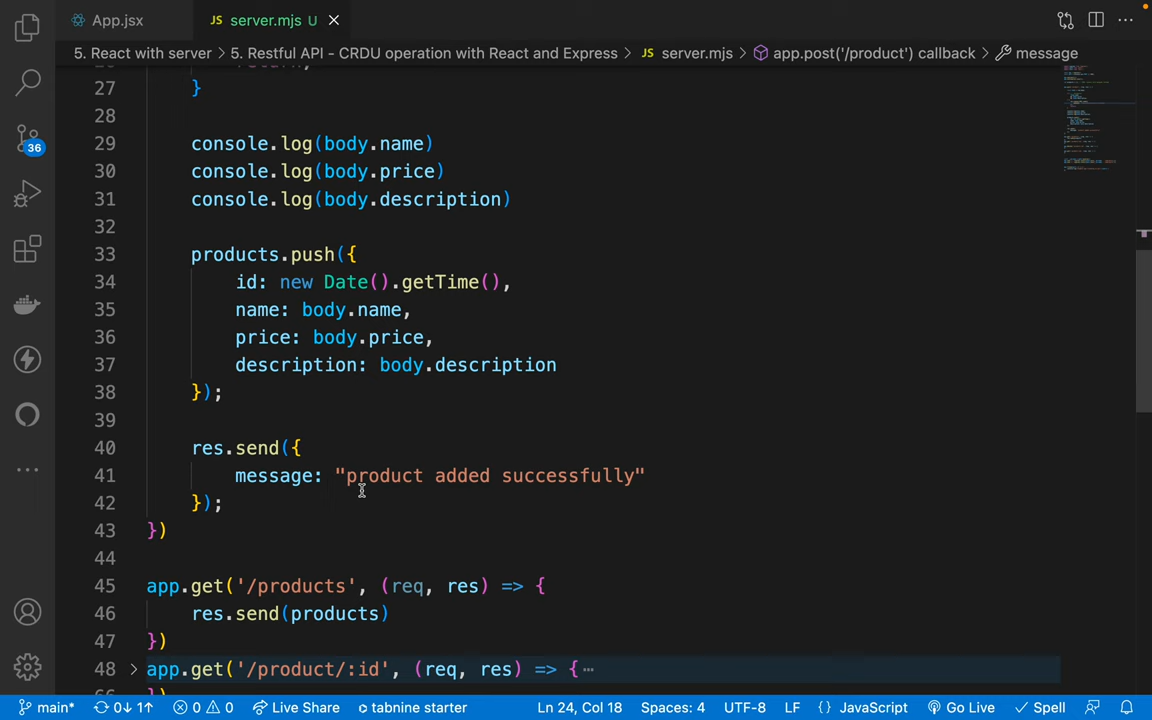 App.jsx
JS server.mjs U
5. React with server > 5. Restful API - CRDU operation with React and Express > JS server.mjs > app.post('/product') callback > message
27 }
28
29 console.log(body.name)
30 console.log(body.price)
31 console.log(body.description)
32
33 products.push({
34 id: new Date().getTime(),
35 name: body.name,
36 price: body.price,
37 description: body.description
38 });
39
40 res.send({
41 message: "product added successfully"
42 });
43 })
44
45 app.get('/products', (req, res) => {
46 res.send(products)
47 })
48 > app.get('/product/:id', (req, res) => {⋯
36
main* 0↓ 1↑ 0 0 Live Share tabnine starter Ln 24, Col 18 Spaces: 4 UTF-8 LF {} JavaScript Go Live ✓ Spell